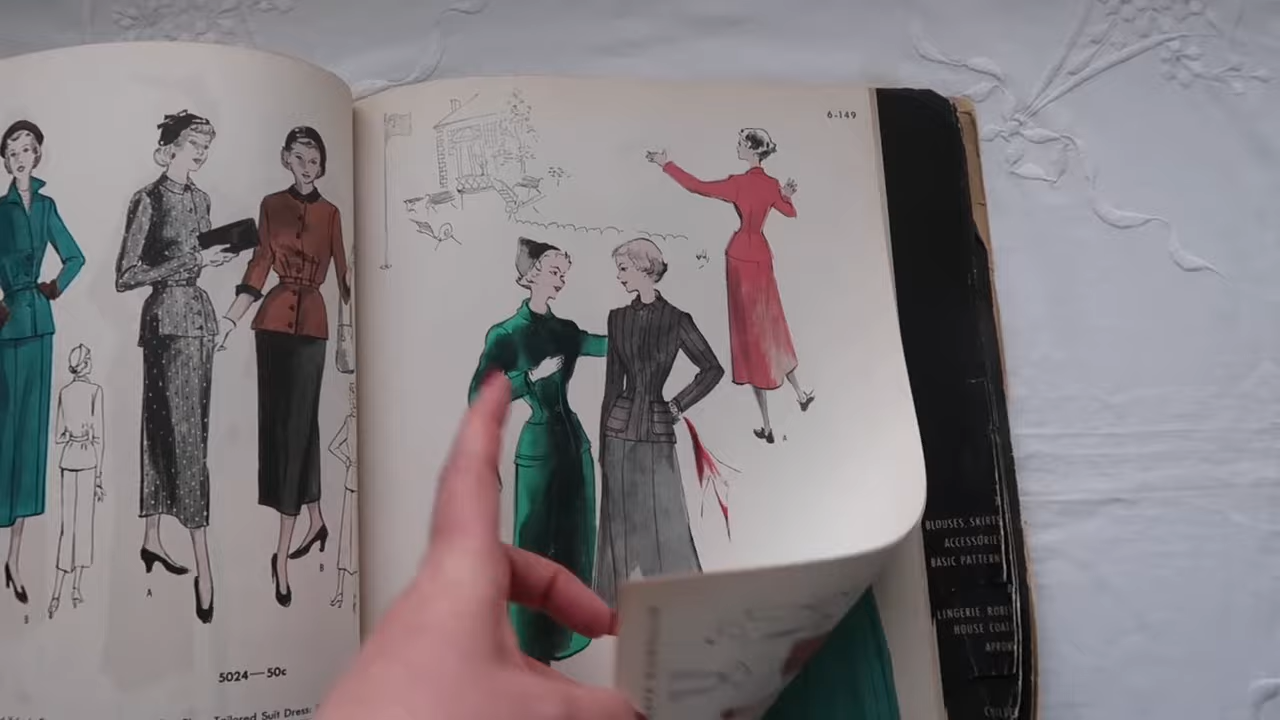 B
A
B
5024—50c
Tailored Suit Dress:
6-149
A
BLOUSES, SKIRTS
ACCESSORIES
BASIC PATTERN
LINGERIE, ROBES
HOUSE COAT
APRON